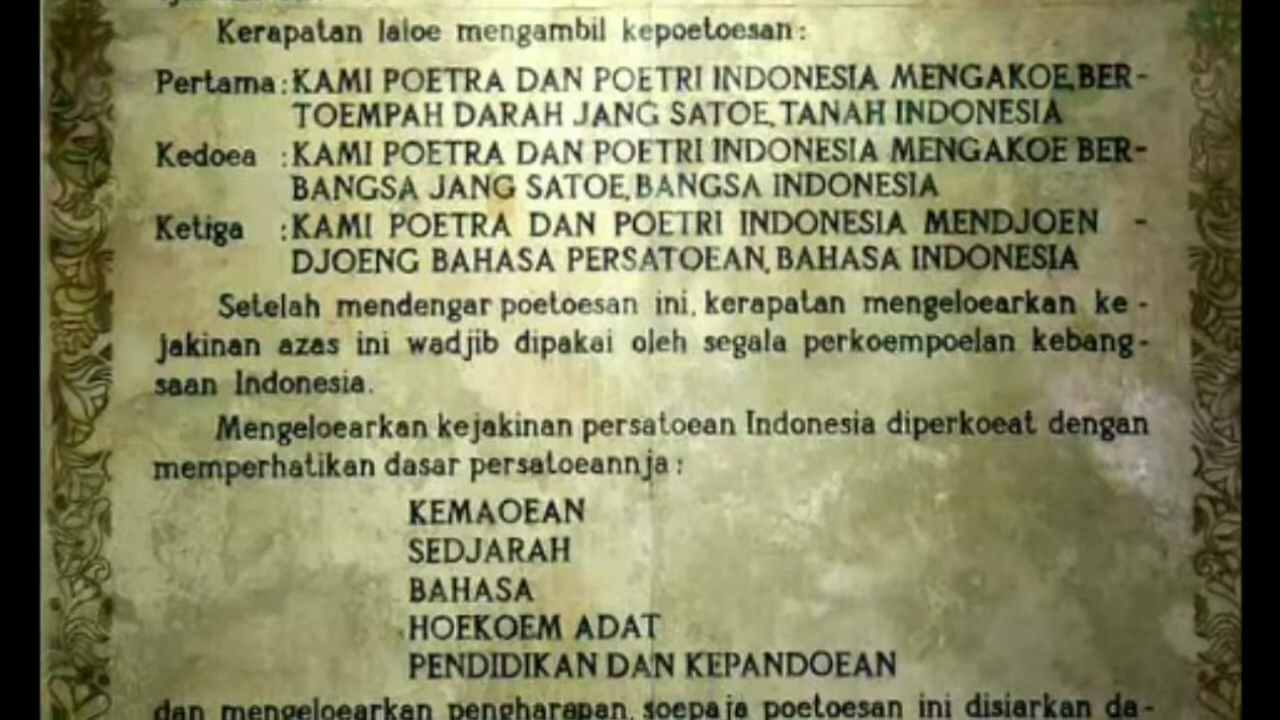 Kerapatan laloe mengambil kepoetoesan:
Pertama : KAMI POETRA DAN POETRI INDONESIA MENGAKOE, BER-
TOEMPAH DARAH JANG SATOE, TANAH INDONESIA
Kedoea : KAMI POETRA DAN POETRI INDONESIA MENGAKOE BER-
BANGSA JANG SATOE, BANGSA INDONESIA
Ketiga : KAMI POETRA DAN POETRI INDONESIA MENDJOEN -
DJOENG BAHASA PERSATOEAN, BAHASA INDONESIA
Setelah mendengar poetoesan ini, kerapatan mengeloearkan ke -
jakinan azas ini wadjib dipakai oleh segala perkoempoelan kebang-
saan Indonesia.
Mengeloearkan kejakinan persatoean Indonesia diperkoeat dengan
memperhatikan dasar persatoeannja :
KEMAOEAN
SEDJARAH
BAHASA
HOEKOEM ADAT
PENDIDIKAN DAN KEPANDOEAN
dan mengeloearkan pengharapan, soepaja poetoesan ini disiarkan da-